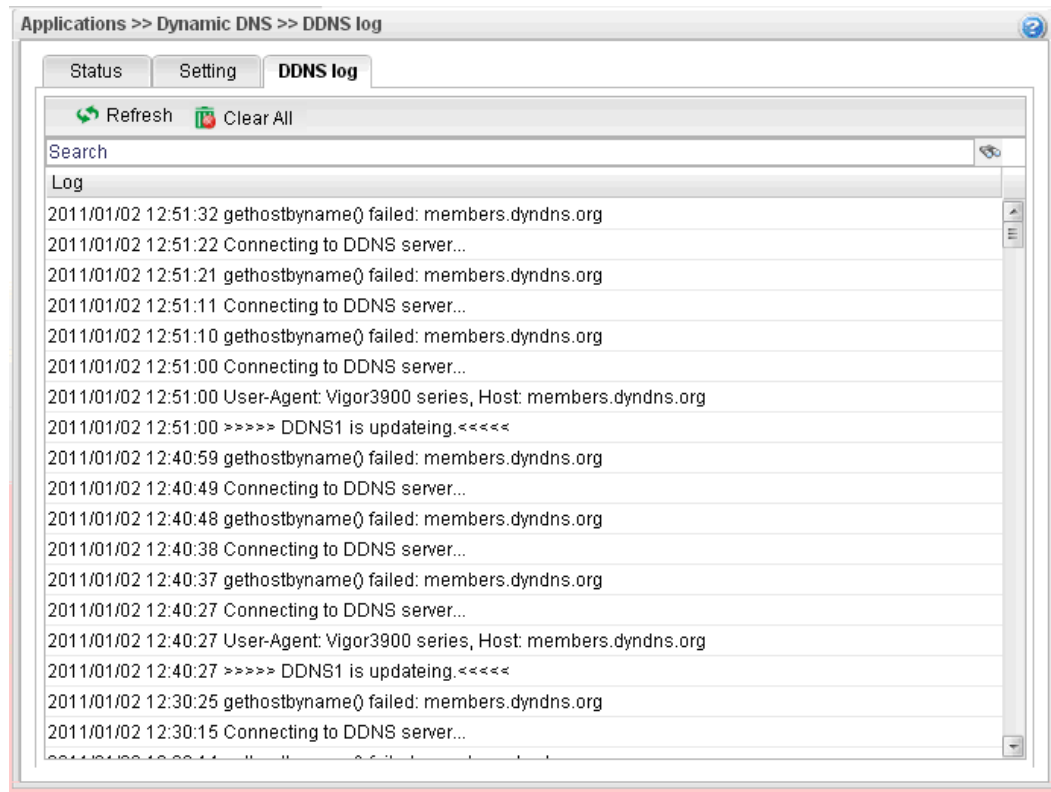 Applications >> Dynamic DNS >> DDNS log
Status Setting DDNS log
Refresh Clear All
Search
Log
2011/01/02 12:51:32 gethostbyname() failed: members.dyndns.org
2011/01/02 12:51:22 Connecting to DDNS server...
2011/01/02 12:51:21 gethostbyname() failed: members.dyndns.org
2011/01/02 12:51:11 Connecting to DDNS server...
2011/01/02 12:51:10 gethostbyname() failed: members.dyndns.org
2011/01/02 12:51:00 Connecting to DDNS server...
2011/01/02 12:51:00 User-Agent: Vigor3900 series, Host: members.dyndns.org
2011/01/02 12:51:00 >>>>> DDNS1 is updateing.<<<<<
2011/01/02 12:40:59 gethostbyname() failed: members.dyndns.org
2011/01/02 12:40:49 Connecting to DDNS server...
2011/01/02 12:40:48 gethostbyname() failed: members.dyndns.org
2011/01/02 12:40:38 Connecting to DDNS server...
2011/01/02 12:40:37 gethostbyname() failed: members.dyndns.org
2011/01/02 12:40:27 Connecting to DDNS server...
2011/01/02 12:40:27 User-Agent: Vigor3900 series, Host: members.dyndns.org
2011/01/02 12:40:27 >>>>> DDNS1 is updateing.<<<<<
2011/01/02 12:30:25 gethostbyname() failed: members.dyndns.org
2011/01/02 12:30:15 Connecting to DDNS server...